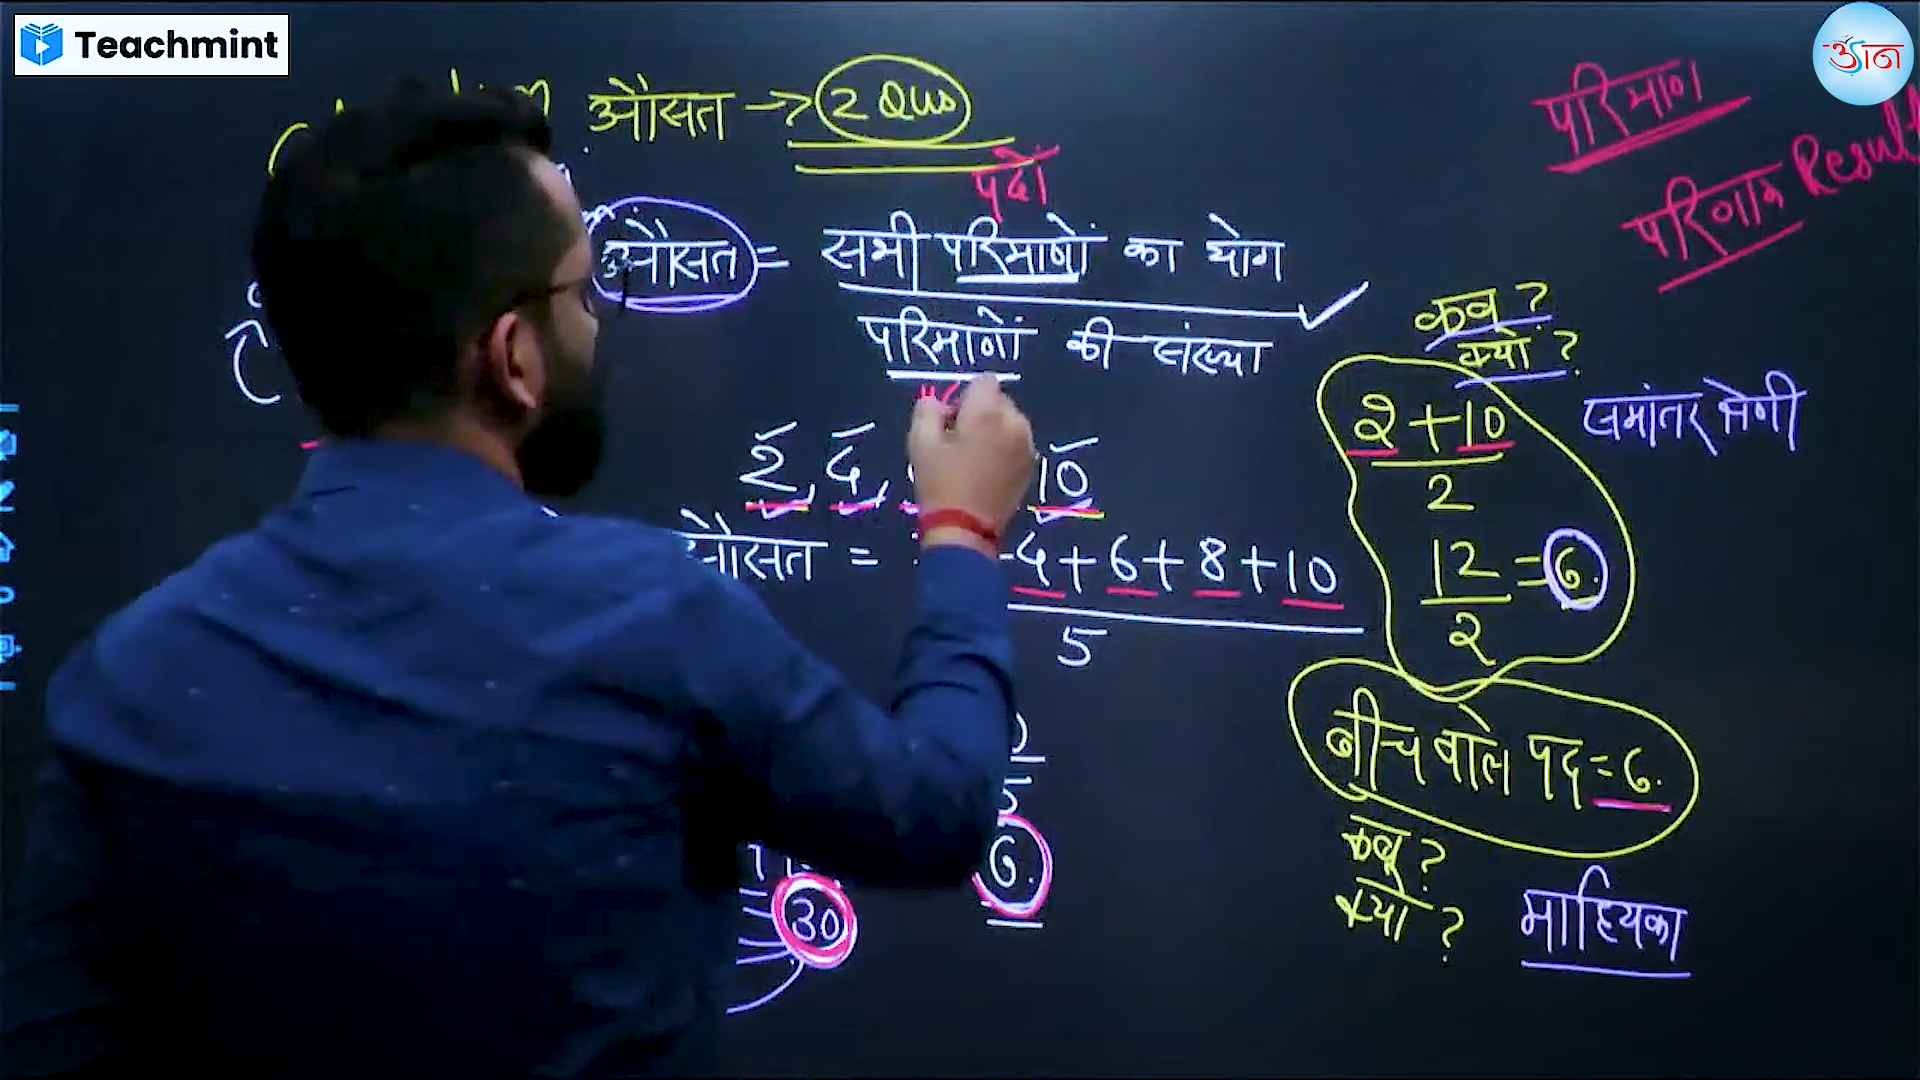 Teachmint
ज्ञान
औसत → 2 Qus
पदों
परिमाण
परिणाम Result
औसत = सभी परिमाणों का योग
परिमाणों की संख्या
2, 4, 10
औसत = 4 + 6 + 8 + 10
5
5
6.
30
कब ?
क्यों ?
2 + 10
2
12 = 6.
2
समांतर श्रेणी
बीच वाले पद = 6.
कब ?
क्यों ?
माध्यिका